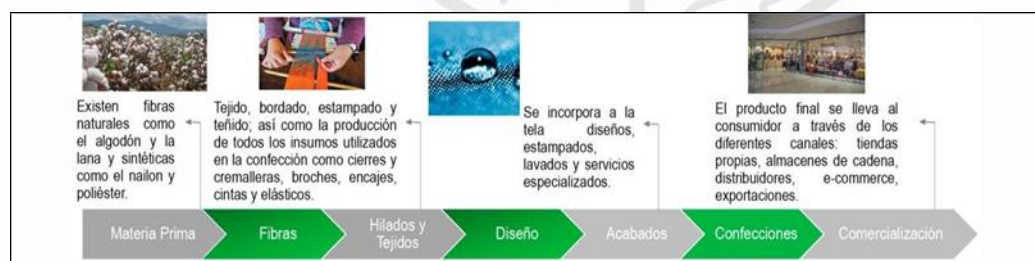 Existen fibras
naturales como
el algodón y la
lana y sintéticas
como el nailon y
poliéster.
Tejido, bordado, estampado y
teñido; así como la producción
de todos los insumos utilizados
en la confección como cierres y
cremalleras, broches, encajes,
cintas y elásticos.
Se incorpora a la
tela diseños,
estampados,
lavados y servicios
especializados.
El producto final se lleva al
consumidor a través de los
diferentes canales: tiendas
propias, almacenes de cadena,
distribuidores, e-commerce,
exportaciones.
Materia Prima
Fibras
Hilados y
Tejidos
Diseño
Acabados
Confecciones
Comercialización